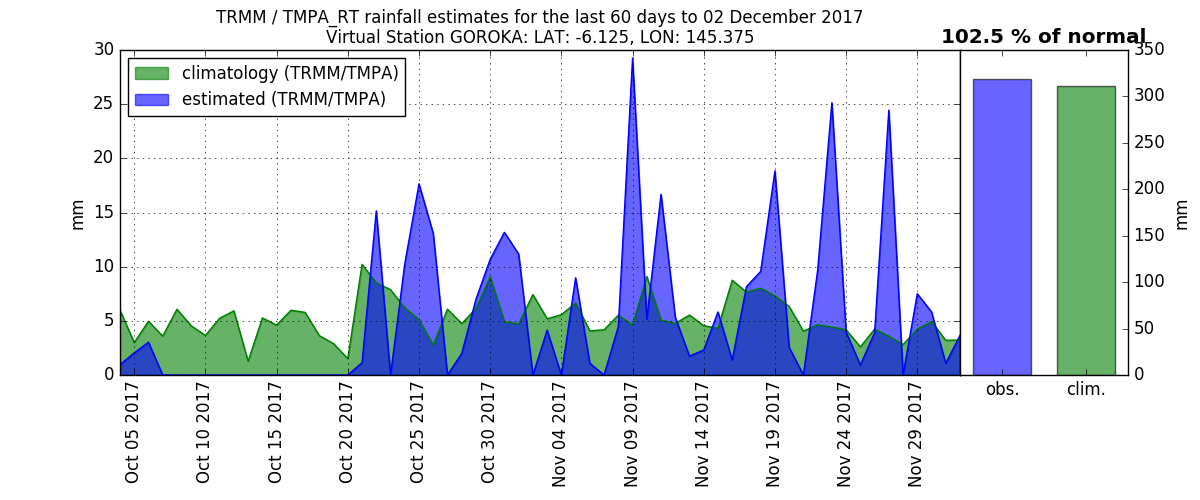 TRMM / TMPA_RT rainfall estimates for the last 60 days to 02 December 2017
Virtual Station GOROKA: LAT: -6.125, LON: 145.375
102.5 % of normal
climatology (TRMM/TMPA)
estimated (TRMM/TMPA)
mm
30
25
20
15
10
5
0
Oct 05 2017
Oct 10 2017
Oct 15 2017
Oct 20 2017
Oct 25 2017
Oct 30 2017
Nov 04 2017
Nov 09 2017
Nov 14 2017
Nov 19 2017
Nov 24 2017
Nov 29 2017
obs.
clim.
350
300
250
200
150
100
50
0
mm